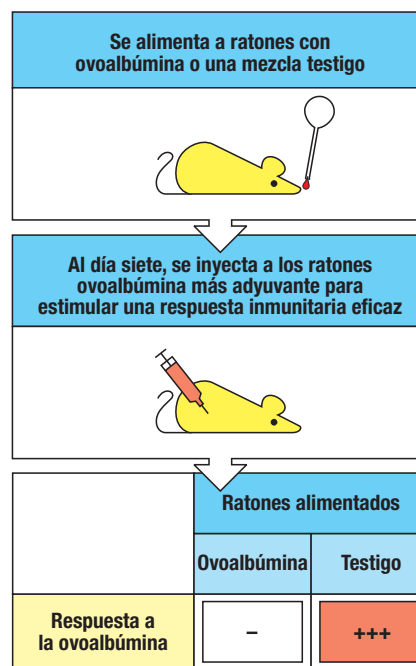 Se alimenta a ratones con
ovoalbúmina o una mezcla testigo
Al día siete, se inyecta a los ratones
ovoalbúmina más adyuvante para
estimular una respuesta inmunitaria eficaz
Ratones alimentados
Ovoalbúmina Testigo
Respuesta a
la ovoalbúmina – +++